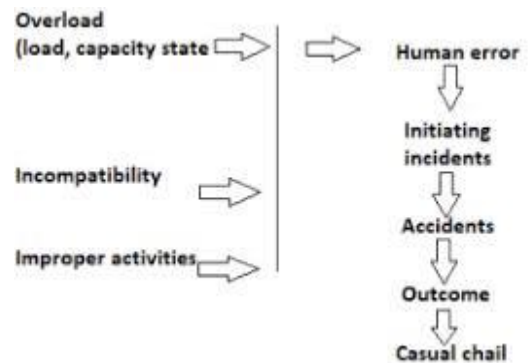 Overload
(load, capacity state
Human error
Initiating
incidents
Incompatibility
Accidents
Improper activities
Outcome
Casual chail